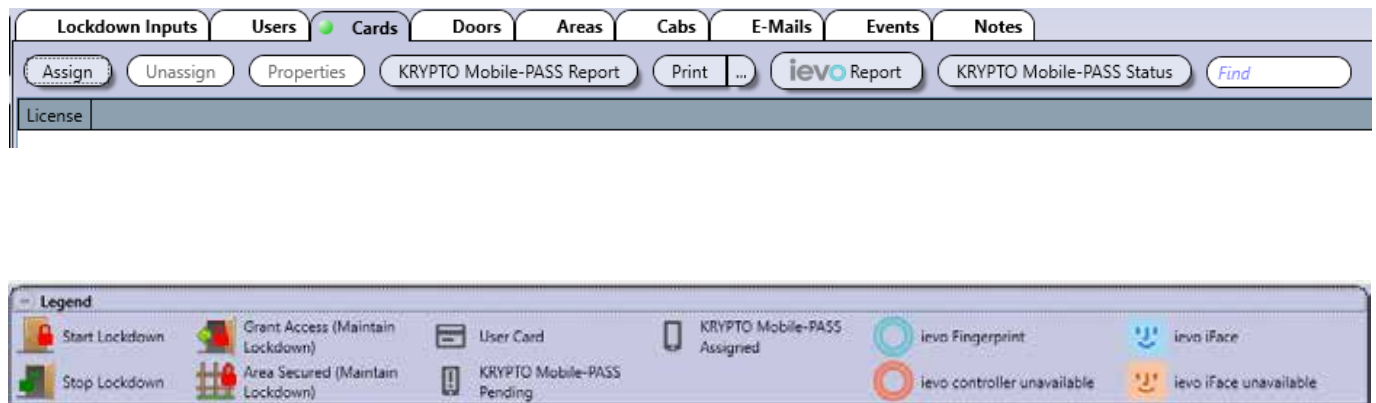 Lockdown Inputs Users Cards Doors Areas Cabs E-Mails Events Notes
Assign Unassign Properties KRYPTO Mobile-PASS Report Print ... ievo Report KRYPTO Mobile-PASS Status Find
License
Legend
Start Lockdown
Grant Access (Maintain
Lockdown)
User Card
KRYPTO Mobile-PASS
Assigned
ievo Fingerprint
ievo iFace
Stop Lockdown
Area Secured (Maintain
Lockdown)
KRYPTO Mobile-PASS
Pending
ievo controller unavailable
ievo iFace unavailable